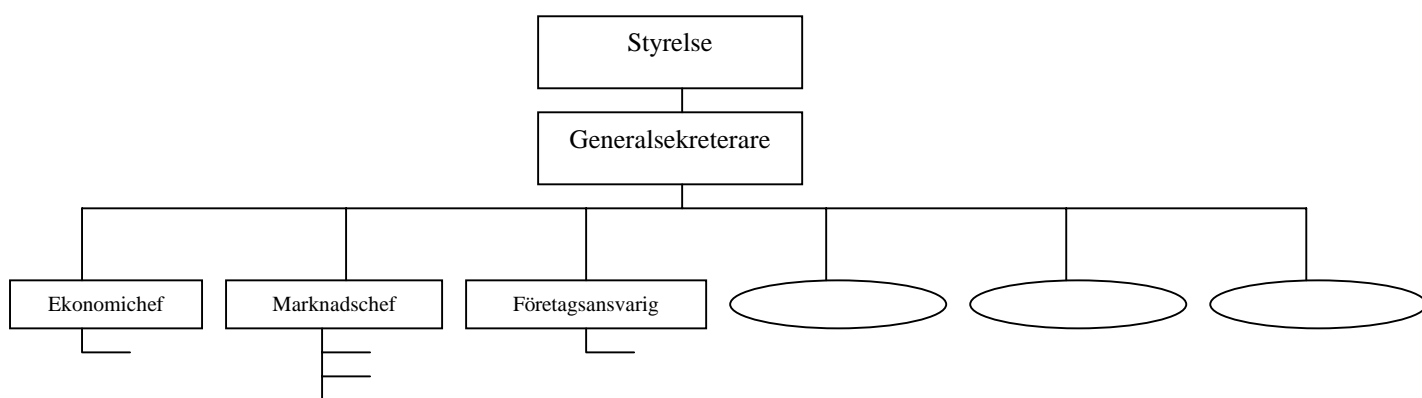 Styrelse
Generalsekreterare
Ekonomichef
Marknadschef
Företagsansvarig